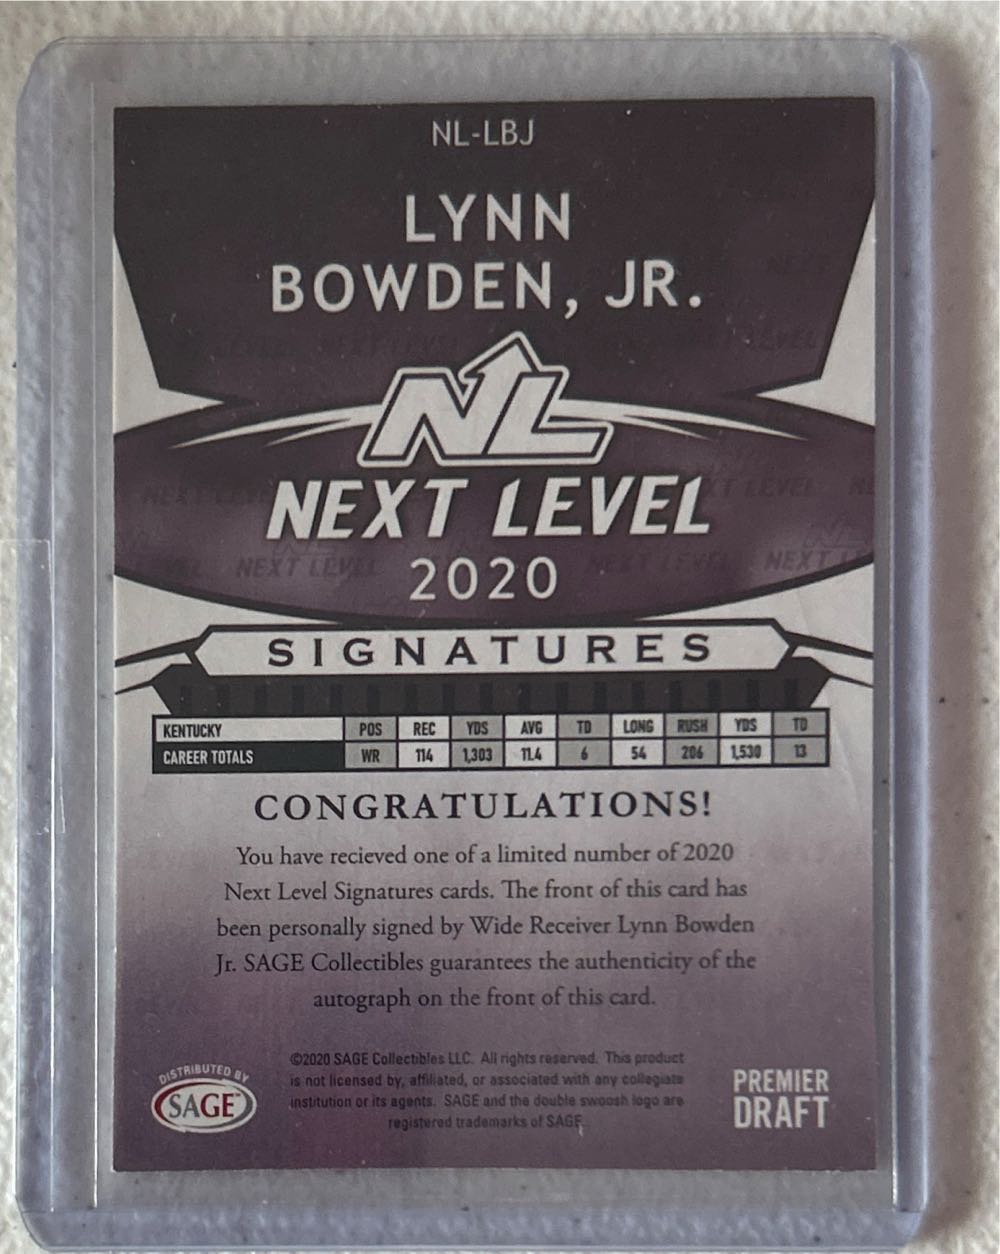 NL-LBJ
LYNN
BOWDEN, JR.
NL
NEXT LEVEL
2020
SIGNATURES
KENTUCKY POS REC YDS AVG TD LONG RUSH YDS TD
CAREER TOTALS WR 114 1,303 11.4 6 54 206 1,530 13
CONGRATULATIONS!
You have recieved one of a limited number of 2020
Next Level Signatures cards. The front of this card has
been personally signed by Wide Receiver Lynn Bowden
Jr. SAGE Collectibles guarantees the authenticity of the
autograph on the front of this card.
©2020 SAGE Collectibles LLC. All rights reserved. This product
is not licensed by, affiliated, or associated with any collegiate
institution or its agents. SAGE and the double swoosh logo are
registered trademarks of SAGE.
DISTRIBUTED BY
SAGE
PREMIER
DRAFT